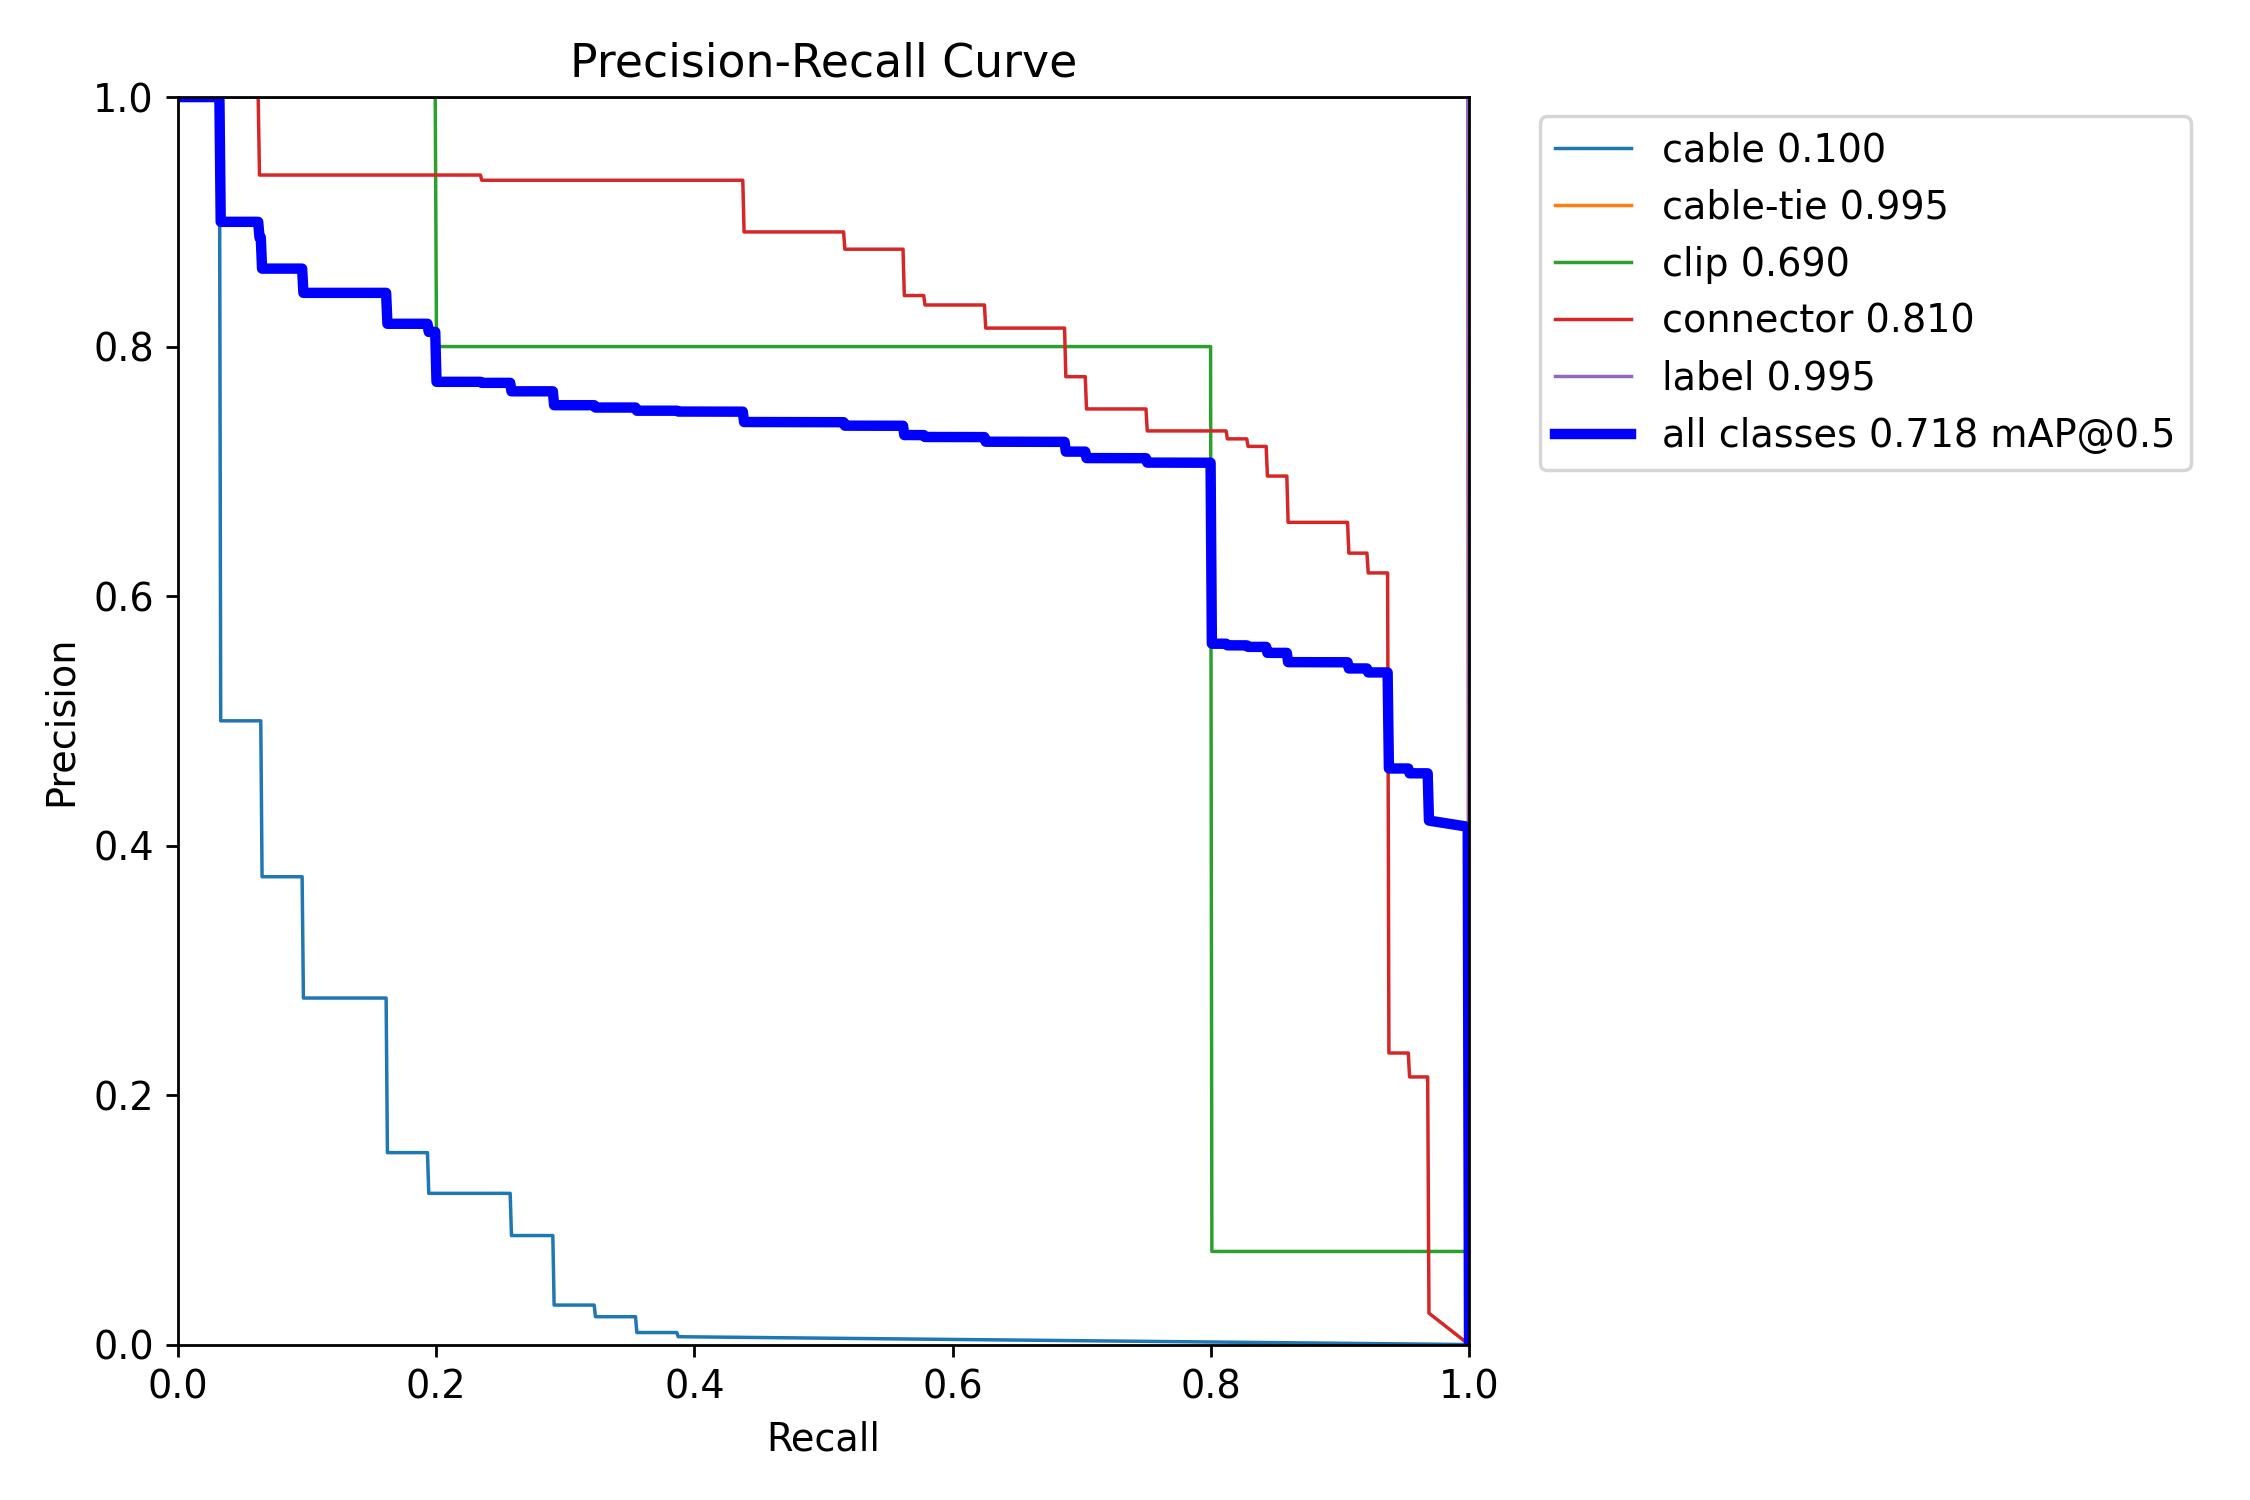 Precision-Recall Curve
1.0
0.8
0.6
0.4
0.2
0.0
Precision
0.0 0.2 0.4 0.6 0.8 1.0
Recall
cable 0.100
cable-tie 0.995
clip 0.690
connector 0.810
label 0.995
all classes 0.718 mAP@0.5